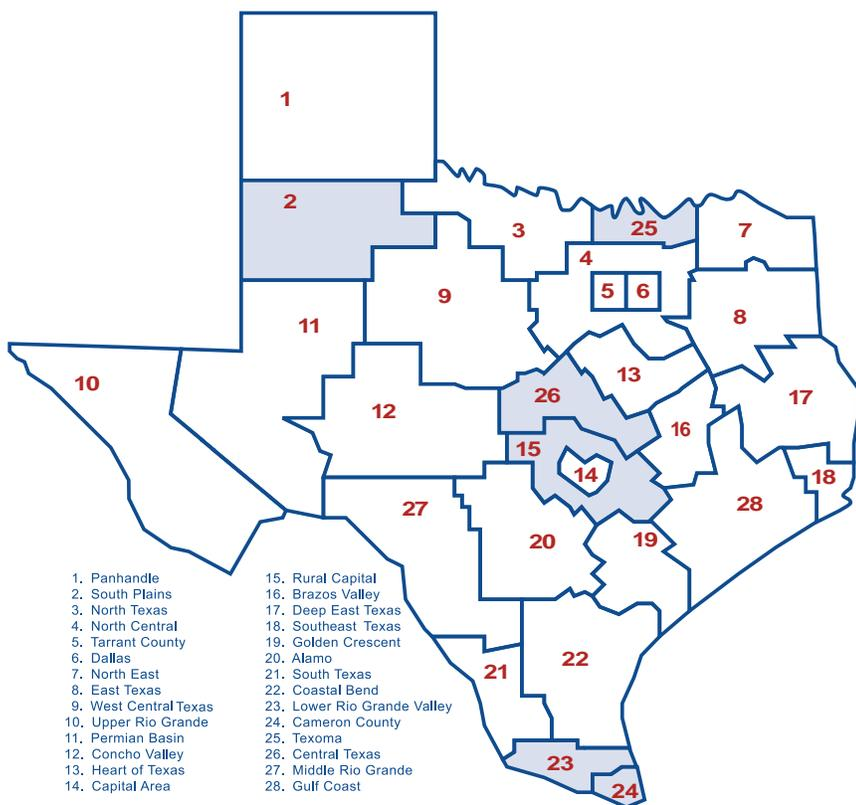 1
2
3
25
7
4
5 6
9
8
11
10
13
26
12
17
16
15
14
18
27
28
20
19
22
21
23
24
1. Panhandle
2. South Plains
3. North Texas
4. North Central
5. Tarrant County
6. Dallas
7. North East
8. East Texas
9. West Central Texas
10. Upper Rio Grande
11. Permian Basin
12. Concho Valley
13. Heart of Texas
14. Capital Area
15. Rural Capital
16. Brazos Valley
17. Deep East Texas
18. Southeast Texas
19. Golden Crescent
20. Alamo
21. South Texas
22. Coastal Bend
23. Lower Rio Grande Valley
24. Cameron County
25. Texoma
26. Central Texas
27. Middle Rio Grande
28. Gulf Coast